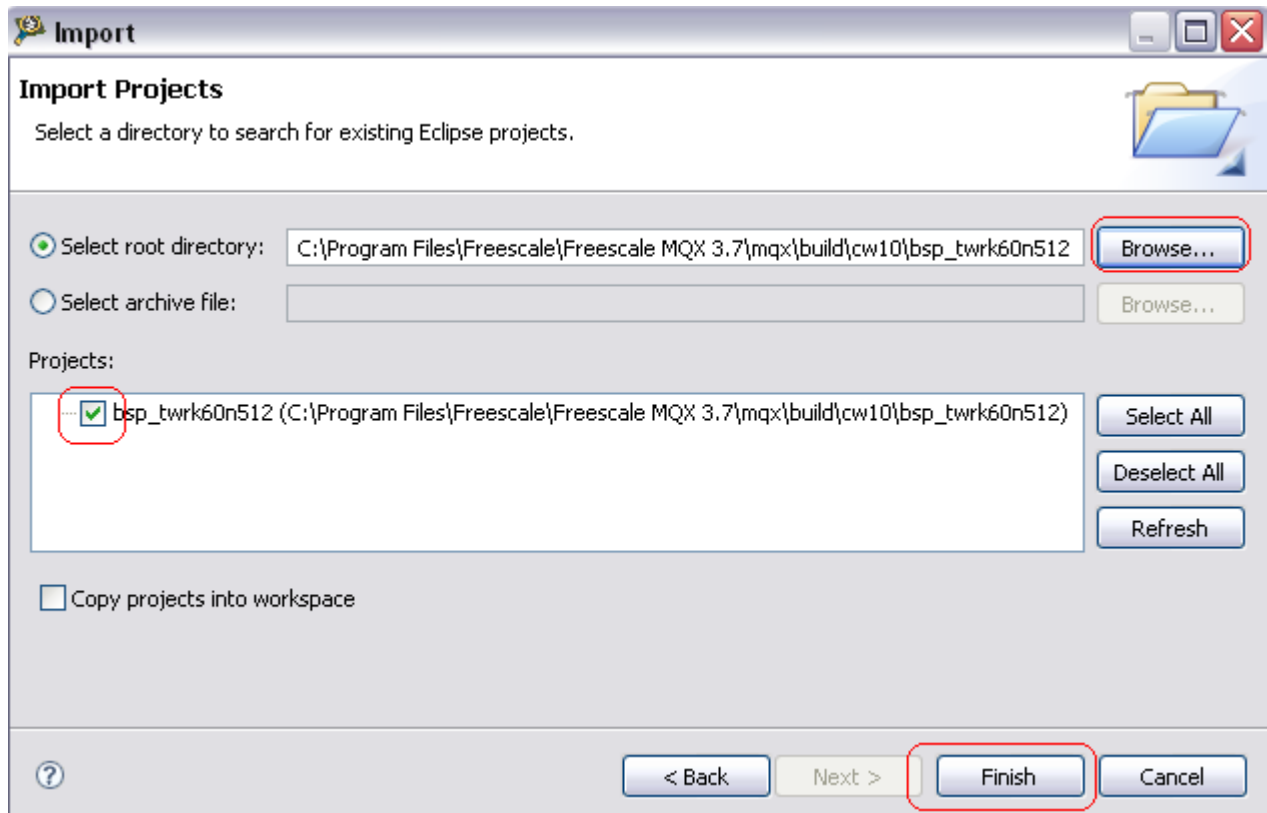 Import
Import Projects
Select a directory to search for existing Eclipse projects.
Select root directory: C:\Program Files\Freescale\Freescale MQX 3.7\mqx\build\cw10\bsp_twrk60n512 Browse...
Select archive file: Browse...
Projects:
bsp_twrk60n512 (C:\Program Files\Freescale\Freescale MQX 3.7\mqx\build\cw10\bsp_twrk60n512)
Select All
Deselect All
Refresh
Copy projects into workspace
? < Back Next > Finish Cancel